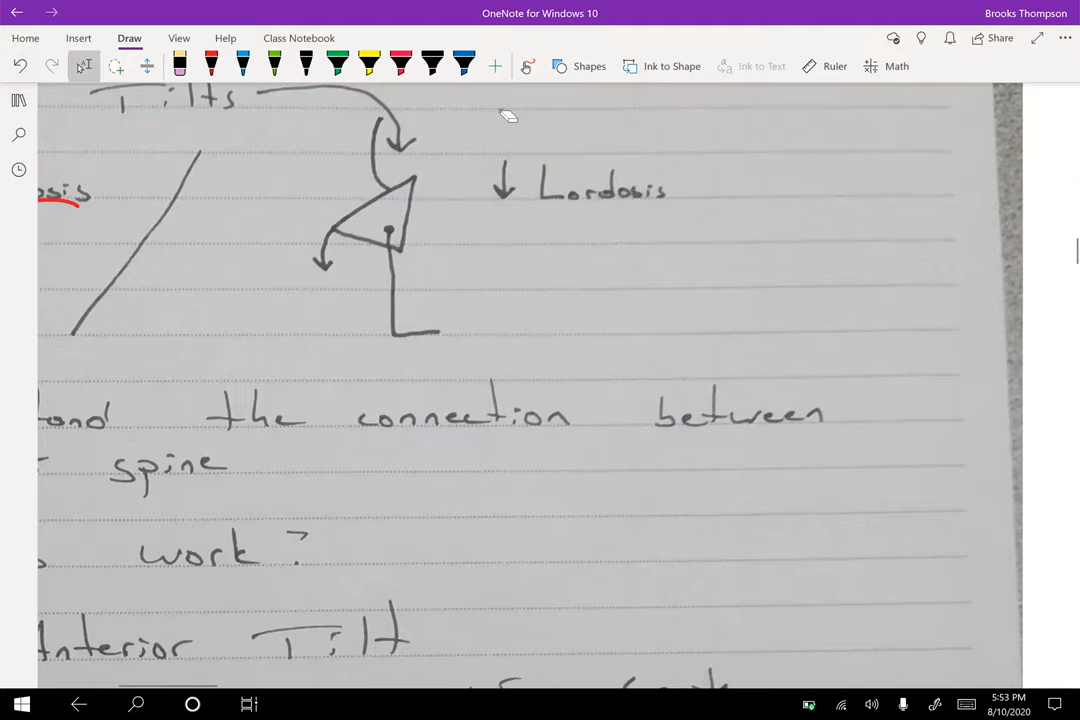 OneNote for Windows 10
Brooks Thompson
Home Insert Draw View Help Class Notebook
Share
Shapes Ink to Shape Ink to Text Ruler Math
Tilts
osis
↓ Lordosis
the connection between
spine
work?
Anterior Tilt
5:53 PM
8/10/2020